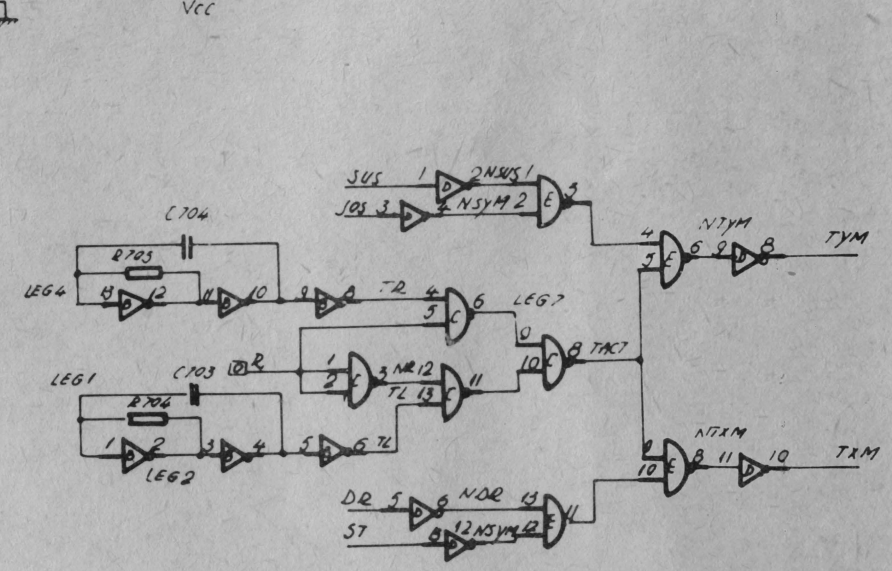 VCC
SUS 1 D 2 NSUS 1
JOS 3 D 4 NSYM 2 E 3
C704
R705
LEG4 13 D 12 11 D 10 9 D 8 TR 4
5 C 6 LEG7
4 E 6 NTYM 9 D 8 TYM
5
R 1
2 C 3 NR 12
TL 13 C 11
9
10 C 8 TACT
LEG1 C703
R704
1 D 2 3 D 4 5 D 6 TL
LEG2
9
10 E 8 NTXM 11 D 10 TXM
DR 5 D 6 NDR 13
ST 8 D 12 NSYM 12 E 11